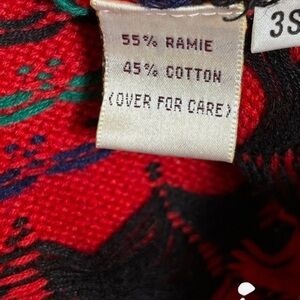 55% RAMIE
45% COTTON
(OVER FOR CARE)
3S